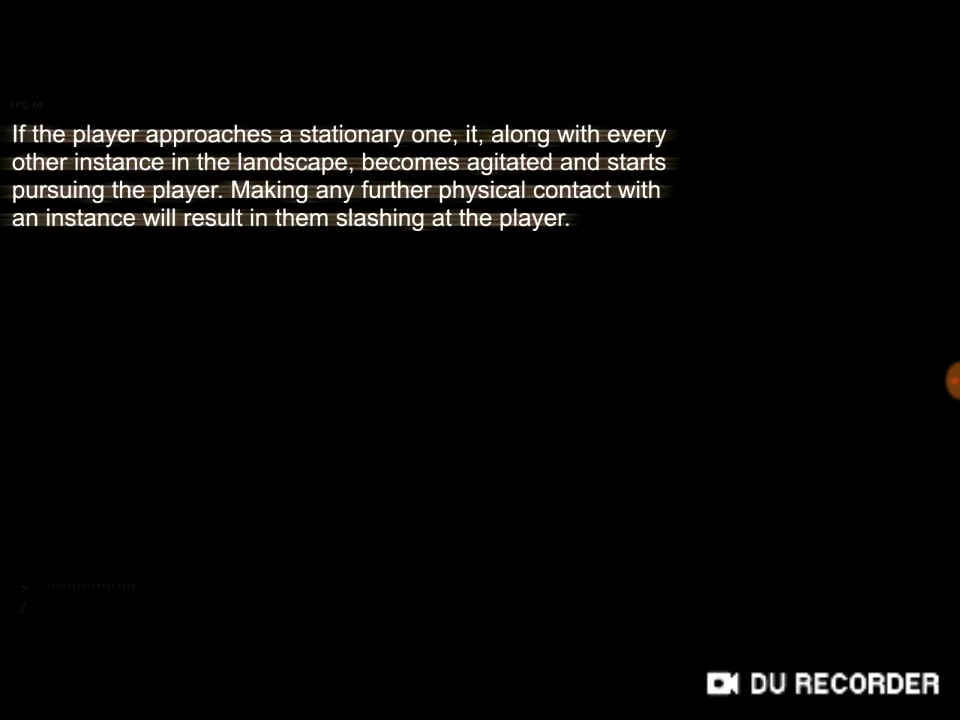 FPS 60
If the player approaches a stationary one, it, along with every
other instance in the landscape, becomes agitated and starts
pursuing the player. Making any further physical contact with
an instance will result in them slashing at the player.
DU RECORDER